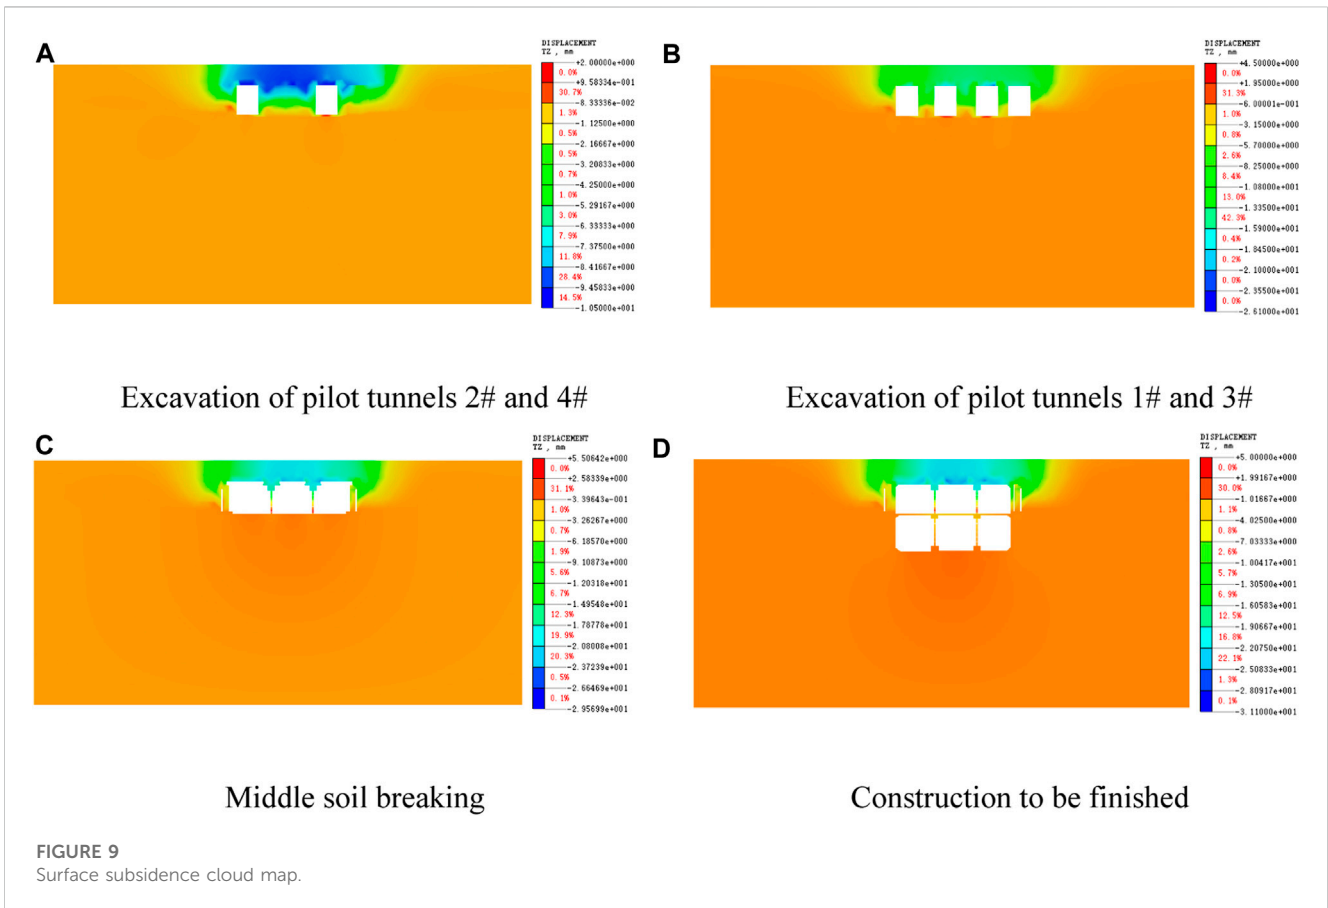 A
DISPLACEMENT
TZ , mm
+2.00000e+000
0.0%
+9.58334e-001
30.7%
-8.33336e-002
1.3%
-1.12500e+000
0.5%
-2.16667e+000
0.5%
-3.20833e+000
0.7%
-4.25000e+000
1.0%
-5.29167e+000
3.0%
-6.33333e+000
7.9%
-7.37500e+000
11.8%
-8.41667e+000
28.4%
-9.45833e+000
14.5%
-1.05000e+001
Excavation of pilot tunnels 2# and 4#
B
DISPLACEMENT
TZ , mm
+4.50000e+000
0.0%
+1.95000e+000
31.3%
-6.00001e-001
1.0%
-3.15000e+000
0.8%
-5.70000e+000
2.6%
-8.25000e+000
8.4%
-1.08000e+001
13.0%
-1.33500e+001
42.3%
-1.59000e+001
0.4%
-1.84500e+001
0.2%
-2.10000e+001
0.0%
-2.35500e+001
0.0%
-2.61000e+001
Excavation of pilot tunnels 1# and 3#
C
DISPLACEMENT
TZ , mm
+5.50642e+000
0.0%
+2.58339e+000
31.1%
-3.39643e-001
1.0%
-3.26267e+000
0.7%
-6.18570e+000
1.9%
-9.10873e+000
5.6%
-1.20318e+001
6.7%
-1.49548e+001
12.3%
-1.78778e+001
19.9%
-2.08008e+001
20.3%
-2.37239e+001
0.5%
-2.66469e+001
0.1%
-2.95699e+001
Middle soil breaking
D
DISPLACEMENT
TZ , mm
+5.00000e+000
0.0%
+1.99167e+000
30.0%
-1.01667e+000
1.1%
-4.02500e+000
0.8%
-7.03333e+000
2.6%
-1.00417e+001
5.7%
-1.30500e+001
6.9%
-1.60583e+001
12.5%
-1.90667e+001
16.8%
-2.20750e+001
22.1%
-2.50833e+001
1.3%
-2.80917e+001
0.1%
-3.11000e+001
Construction to be finished
FIGURE 9
Surface subsidence cloud map.